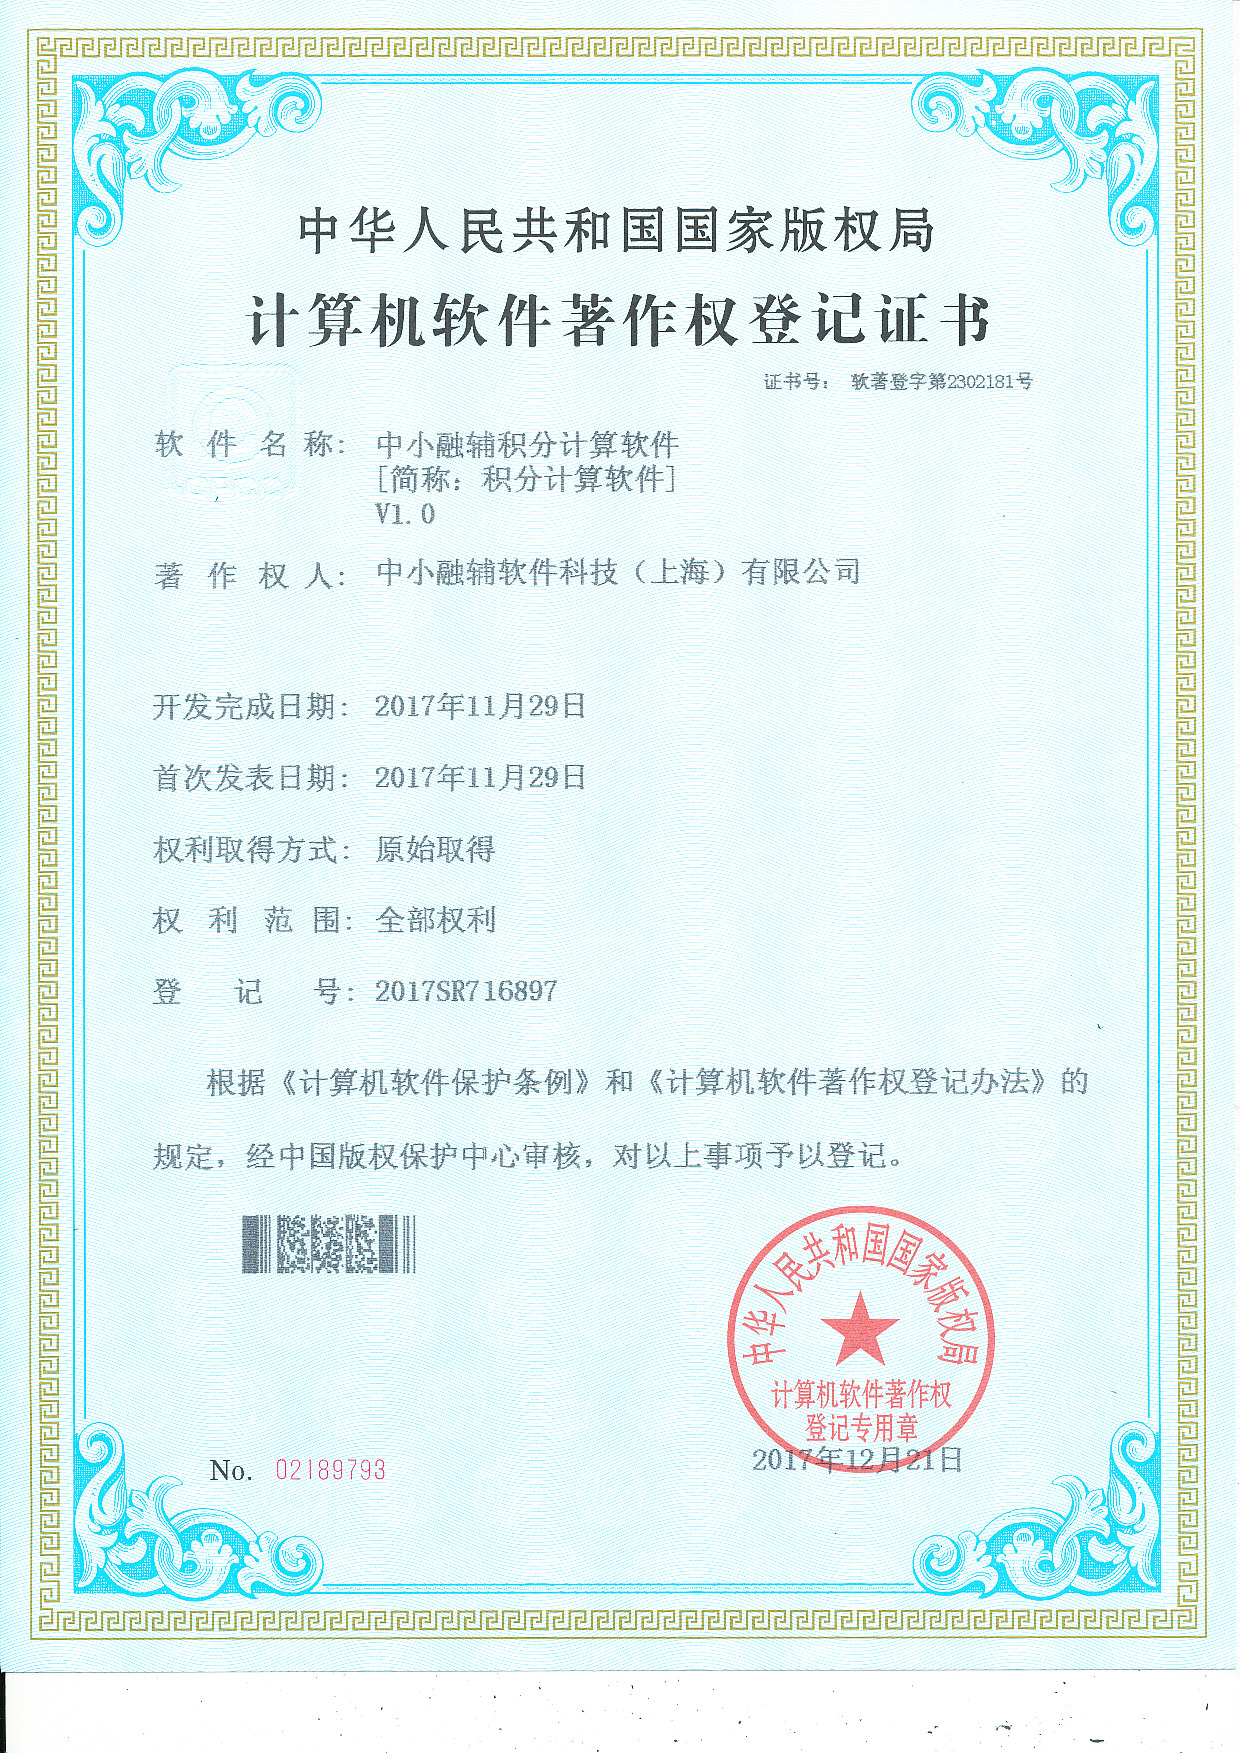 中华人民共和国国家版权局
计算机软件著作权登记证书
证书号： 软著登字第2302181号
软件名称： 中小融辅积分计算软件
[简称：积分计算软件]
V1.0
著作权人： 中小融辅软件科技（上海）有限公司
开发完成日期： 2017年11月29日
首次发表日期： 2017年11月29日
权利取得方式： 原始取得
权利范围： 全部权利
登记号： 2017SR716897
根据《计算机软件保护条例》和《计算机软件著作权登记办法》的
规定，经中国版权保护中心审核，对以上事项予以登记。
中华人民共和国国家版权局
计算机软件著作权
登记专用章
2017年12月21日
No. 02189793